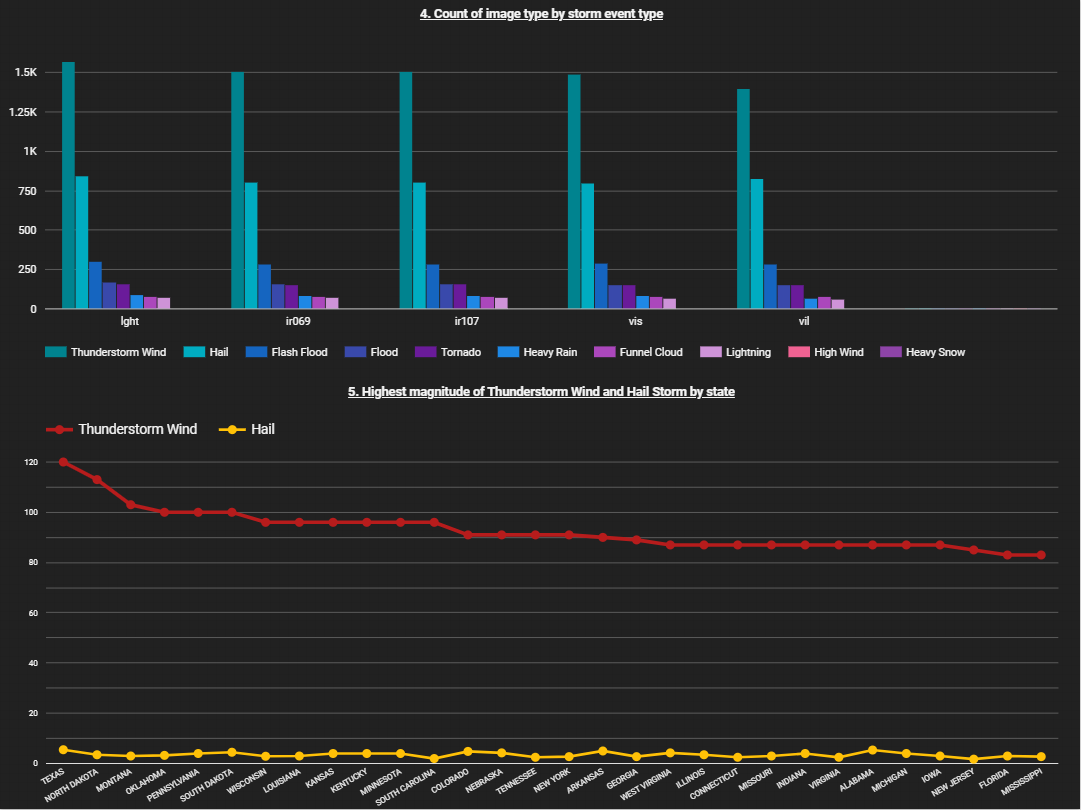 4. Count of image type by storm event type
1.5K
1.25K
1K
750
500
250
0
lght ir069 ir107 vis vil
Thunderstorm Wind Hail Flash Flood Flood Tornado Heavy Rain Funnel Cloud Lightning High Wind Heavy Snow
5. Highest magnitude of Thunderstorm Wind and Hail Storm by state
Thunderstorm Wind Hail
120
100
80
60
40
20
0
TEXAS NORTH DAKOTA MONTANA OKLAHOMA PENNSYLVANIA SOUTH DAKOTA WISCONSIN LOUISIANA KANSAS KENTUCKY MINNESOTA SOUTH CAROLINA COLORADO NEBRASKA TENNESSEE NEW YORK ARKANSAS GEORGIA WEST VIRGINIA ILLINOIS CONNECTICUT MISSOURI INDIANA VIRGINIA ALABAMA MICHIGAN IOWA NEW JERSEY FLORIDA MISSISSIPPI